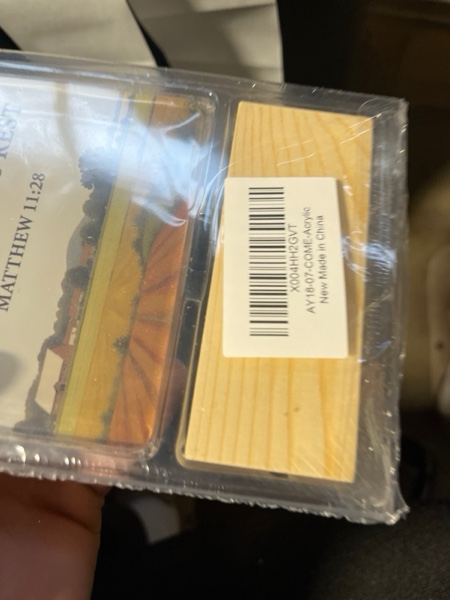 REST
MATTHEW 11:28
X004HH2GVT
AY18-07-COME-Acrylic
New Made in China